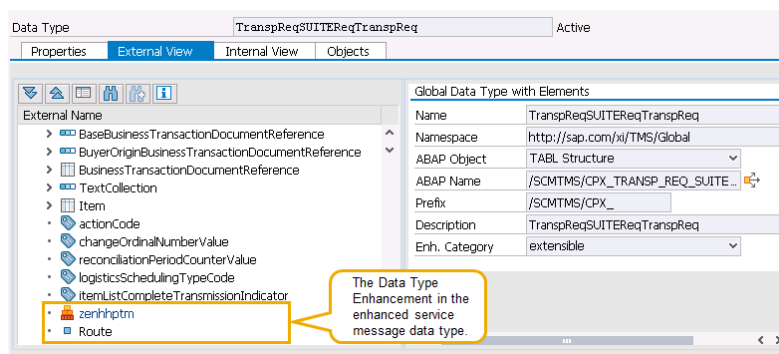 Data Type TranspReqSUITEReqTranspReq Active
Properties External View Internal View Objects
External Name
BaseBusinessTransactionDocumentReference
BuyerOriginBusinessTransactionDocumentReference
BusinessTransactionDocumentReference
TextCollection
Item
actionCode
changeOrdinalNumberValue
reconciliationPeriodCounterValue
logisticsSchedulingTypeCode
itemListCompleteTransmissionIndicator
zenhhptm
Route
Global Data Type with Elements
Name TranspReqSUITEReqTranspReq
Namespace http://sap.com/xi/TMS/Global
ABAP Object TABL Structure
ABAP Name /SCMTMS/CPX_TRANSP_REQ_SUITE...
Prefix /SCMTMS/CPX_
Description TranspReqSUITEReqTranspReq
Enh. Category extensible
The Data Type
Enhancement in the
enhanced service
message data type.